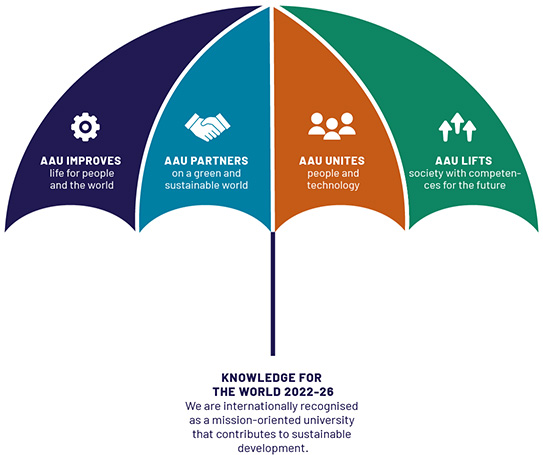 AAU IMPROVES
life for people
and the world
AAU PARTNERS
on a green and
sustainable world
AAU UNITES
people and
technology
AAU LIFTS
society with competen-
ces for the future
KNOWLEDGE FOR
THE WORLD 2022-26
We are internationally recognised
as a mission-oriented university
that contributes to sustainable
development.